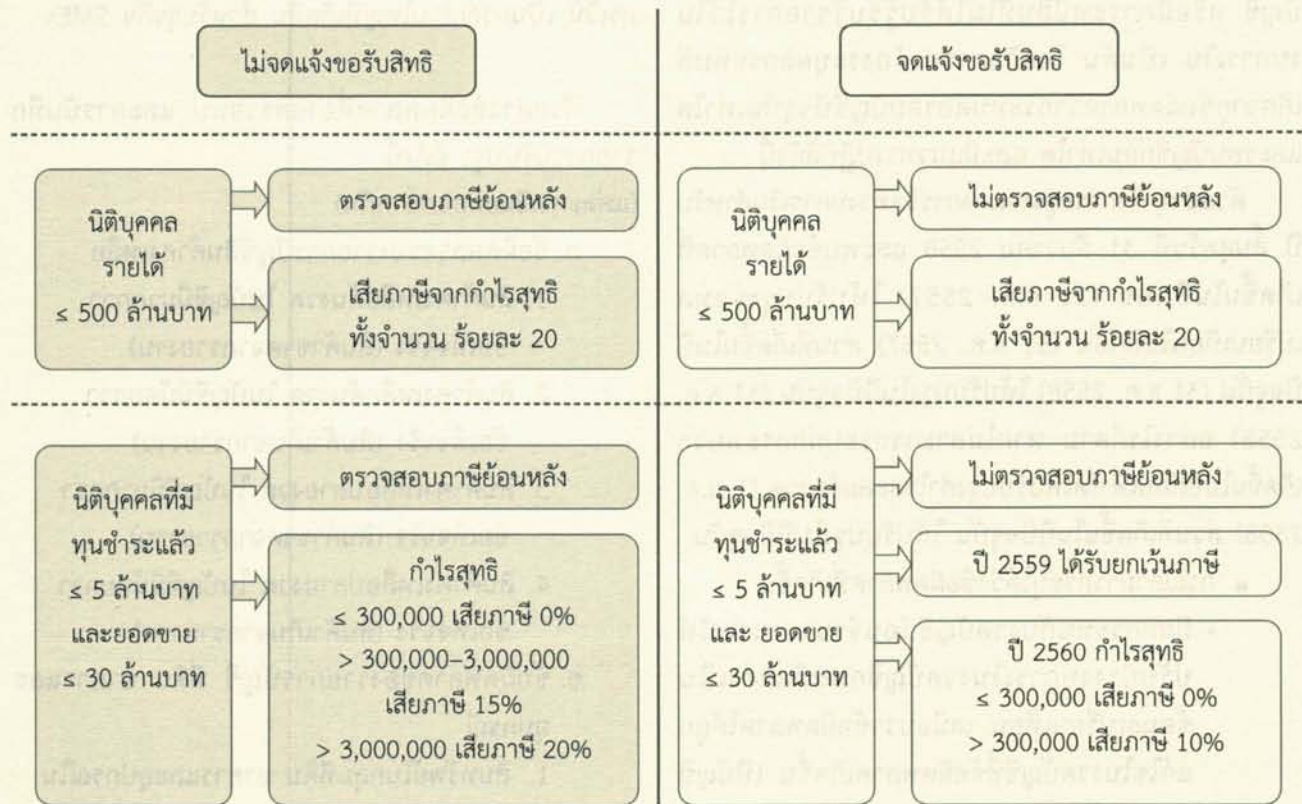 ไม่จดแจ้งขอรับสิทธิ
จดแจ้งขอรับสิทธิ
นิติบุคคล
รายได้
≤ 500 ล้านบาท
ตรวจสอบภาษีย้อนหลัง
เสียภาษีจากกำไรสุทธิ
ทั้งจำนวน ร้อยละ 20
นิติบุคคล
รายได้
≤ 500 ล้านบาท
ไม่ตรวจสอบภาษีย้อนหลัง
เสียภาษีจากกำไรสุทธิ
ทั้งจำนวน ร้อยละ 20
นิติบุคคลที่มี
ทุนชำระแล้ว
≤ 5 ล้านบาท
และยอดขาย
≤ 30 ล้านบาท
ตรวจสอบภาษีย้อนหลัง
กำไรสุทธิ
≤ 300,000 เสียภาษี 0%
> 300,000–3,000,000
เสียภาษี 15%
> 3,000,000 เสียภาษี 20%
นิติบุคคลที่มี
ทุนชำระแล้ว
≤ 5 ล้านบาท
และ ยอดขาย
≤ 30 ล้านบาท
ไม่ตรวจสอบภาษีย้อนหลัง
ปี 2559 ได้รับยกเว้นภาษี
ปี 2560 กำไรสุทธิ
≤ 300,000 เสียภาษี 0%
> 300,000 เสียภาษี 10%